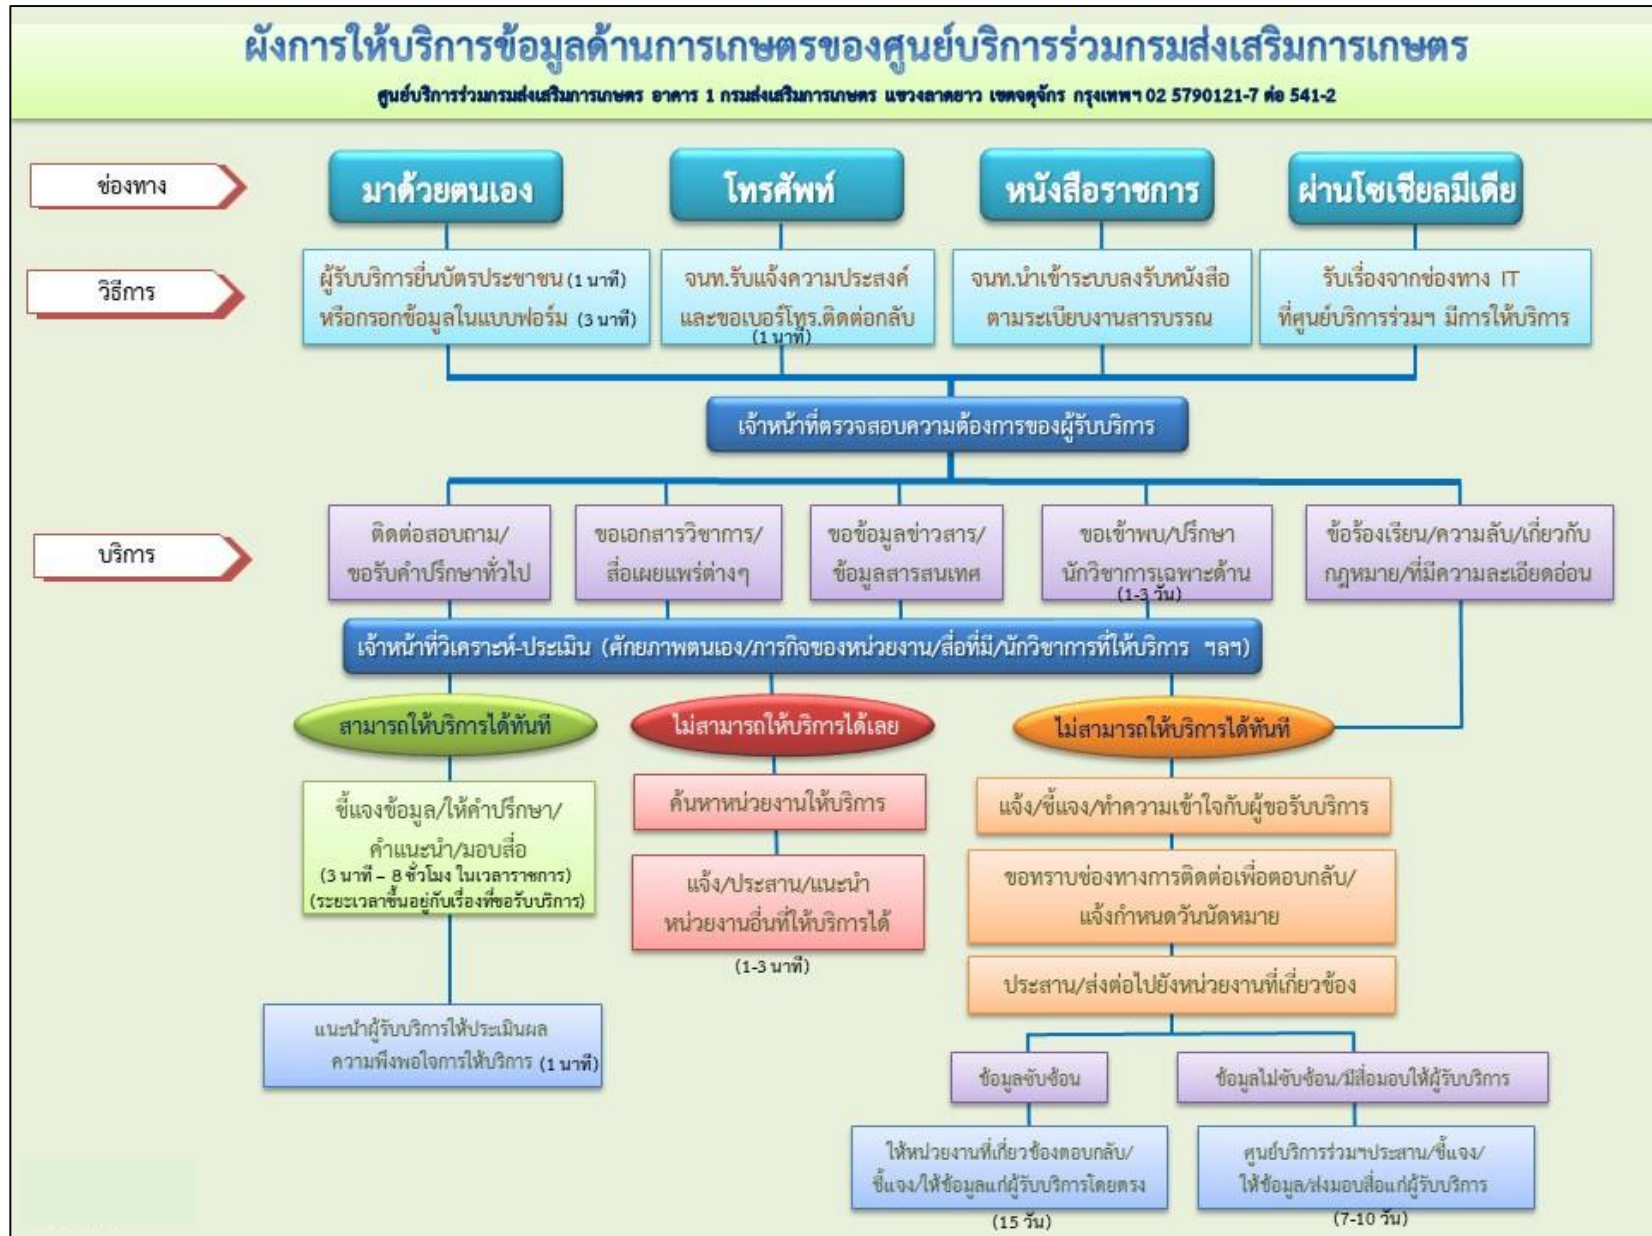 ผังการให้บริการข้อมูลด้านการเกษตรของศูนย์บริการร่วมกรมส่งเสริมการเกษตร
ศูนย์บริการร่วมกรมส่งเสริมการเกษตร อาคาร 1 กรมส่งเสริมการเกษตร แขวงลาดยาว เขตจตุจักร กรุงเทพฯ 02 5790121-7 ต่อ 541-2
ช่องทาง
มาด้วยตนเอง
โทรศัพท์
หนังสือราชการ
ผ่านโซเชียลมีเดีย
วิธีการ
ผู้รับบริการยื่นบัตรประชาชน (1 นาที)
หรือกรอกข้อมูลในแบบฟอร์ม (3 นาที)
จนท.รับแจ้งความประสงค์
และขอเบอร์โทร.ติดต่อกลับ
(1 นาที)
จนท.นำเข้าระบบลงรับหนังสือ
ตามระเบียบงานสารบรรณ
รับเรื่องจากช่องทาง IT
ที่ศูนย์บริการร่วมฯ มีการให้บริการ
เจ้าหน้าที่ตรวจสอบความต้องการของผู้รับบริการ
บริการ
ติดต่อสอบถาม/
ขอรับคำปรึกษาทั่วไป
ขอเอกสารวิชาการ/
สื่อเผยแพร่ต่างๆ
ขอข้อมูลข่าวสาร/
ข้อมูลสารสนเทศ
ขอเข้าพบ/ปรึกษา
นักวิชาการเฉพาะด้าน
(1-3 วัน)
ข้อร้องเรียน/ความลับ/เกี่ยวกับ
กฎหมาย/ที่มีความละเอียดอ่อน
เจ้าหน้าที่วิเคราะห์-ประเมิน (ศักยภาพตนเอง/ภารกิจของหน่วยงาน/สื่อที่มี/นักวิชาการที่ให้บริการ ฯลฯ)
สามารถให้บริการได้ทันที
ไม่สามารถให้บริการได้เลย
ไม่สามารถให้บริการได้ทันที
ชี้แจงข้อมูล/ให้คำปรึกษา/
คำแนะนำ/มอบสื่อ
(3 นาที – 8 ชั่วโมง ในเวลาราชการ)
(ระยะเวลาขึ้นอยู่กับเรื่องที่ขอรับบริการ)
ค้นหาหน่วยงานให้บริการ
แจ้ง/ประสาน/แนะนำ
หน่วยงานอื่นที่ให้บริการได้
(1-3 นาที)
แจ้ง/ชี้แจง/ทำความเข้าใจกับผู้ขอรับบริการ
ขอทราบช่องทางการติดต่อเพื่อตอบกลับ/
แจ้งกำหนดวันนัดหมาย
ประสาน/ส่งต่อไปยังหน่วยงานที่เกี่ยวข้อง
แนะนำผู้รับบริการให้ประเมินผล
ความพึงพอใจการให้บริการ (1 นาที)
ข้อมูลซับซ้อน
ข้อมูลไม่ซับซ้อน/มีสื่อมอบให้ผู้รับบริการ
ให้หน่วยงานที่เกี่ยวข้องตอบกลับ/
ชี้แจง/ให้ข้อมูลแก่ผู้รับบริการโดยตรง
(15 วัน)
ศูนย์บริการร่วมฯประสาน/ชี้แจง/
ให้ข้อมูล/ส่งมอบสื่อแก่ผู้รับบริการ
(7-10 วัน)